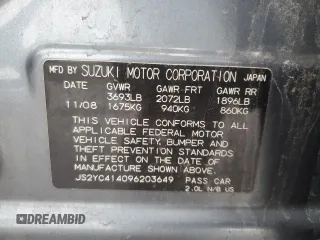 MFD BY SUZUKI MOTOR CORPORATION JAPAN
DATE GVWR GAWR FRT GAWR RR
3693LB 2072LB 1896LB
11/08 1675KG 940KG 860KG
THIS VEHICLE CONFORMS TO ALL
APPLICABLE FEDERAL MOTOR
VEHICLE SAFETY, BUMPER AND
THEFT PREVENTION STANDARDS
IN EFFECT ON THE DATE OF
MANUFACTURE SHOWN ABOVE.
JS2YC414096203649 PASS CAR
2.0L N/B US
DREAMBID
DREAMBID.COM